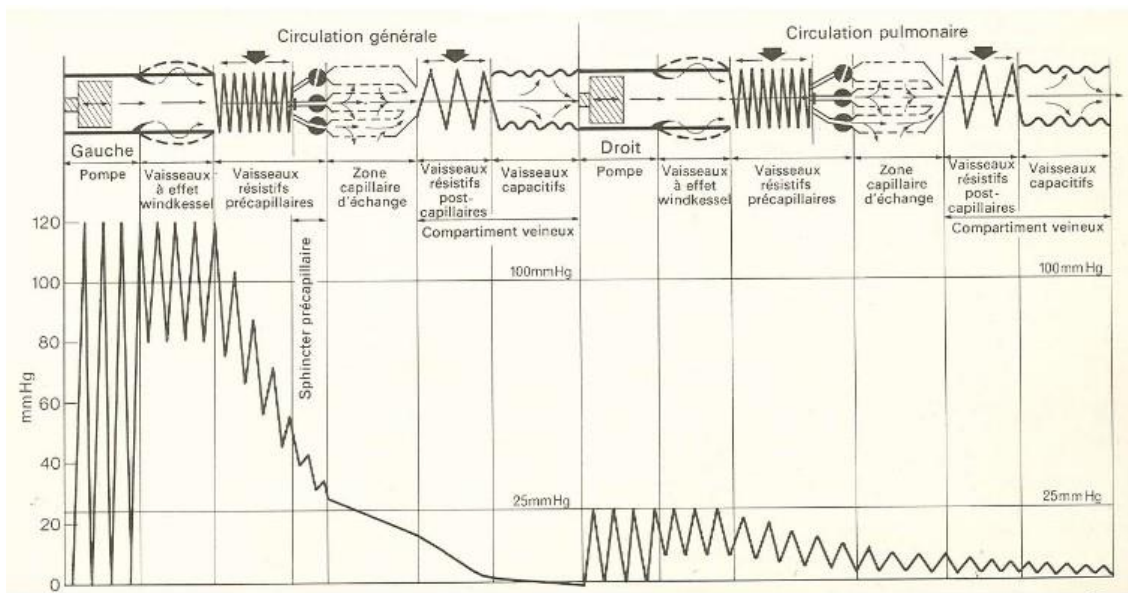 Circulation générale
Circulation pulmonaire
Gauche
Pompe
Vaisseaux
à effet
windkessel
Vaisseaux
résistifs
précapillaires
Zone
capillaire
d'échange
Vaisseaux
résistifs
post-
capillaires
Vaisseaux
capacitifs
Compartiment veineux
Droit
Pompe
Vaisseaux
à effet
windkessel
Vaisseaux
résistifs
précapillaires
Zone
capillaire
d'échange
Vaisseaux
résistifs
post-
capillaires
Vaisseaux
capacitifs
Compartiment veineux
Sphincter précapillaire
mmHg
120
100
80
60
40
20
0
100mmHg
100mmHg
25mmHg
25mmHg